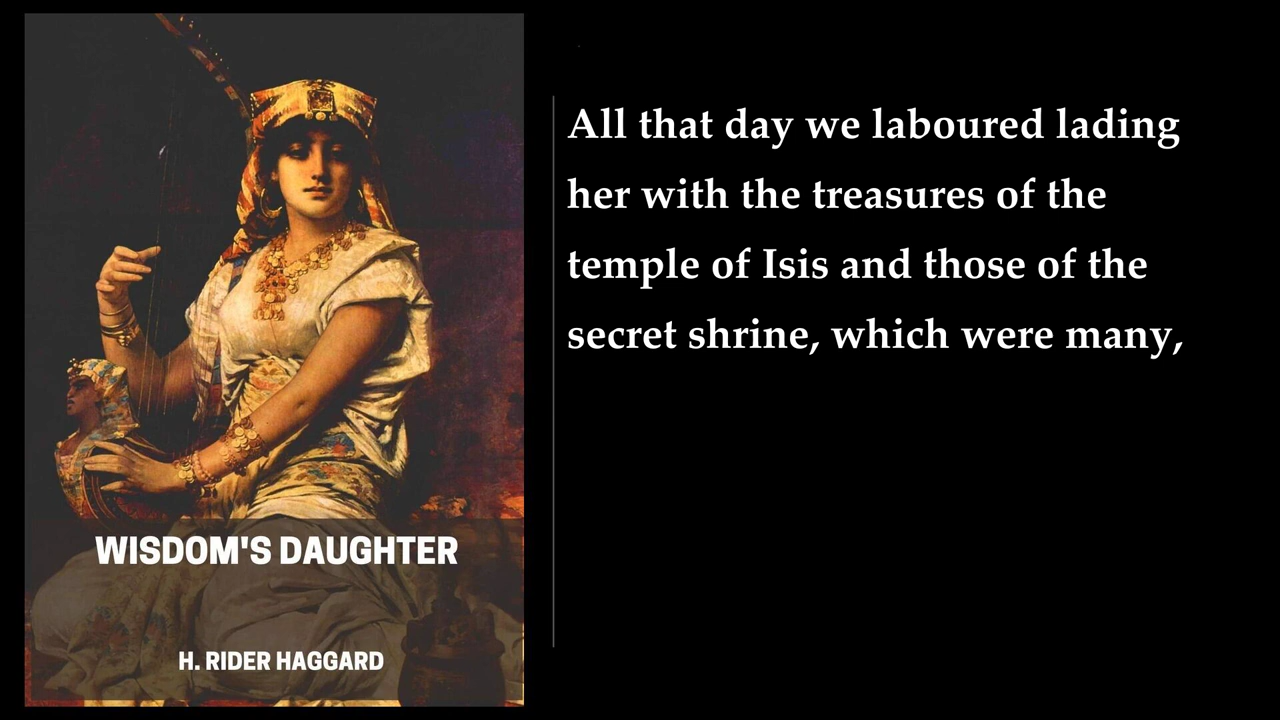 All that day we laboured lading
her with the treasures of the
temple of Isis and those of the
secret shrine, which were many,
WISDOM'S DAUGHTER
H. RIDER HAGGARD